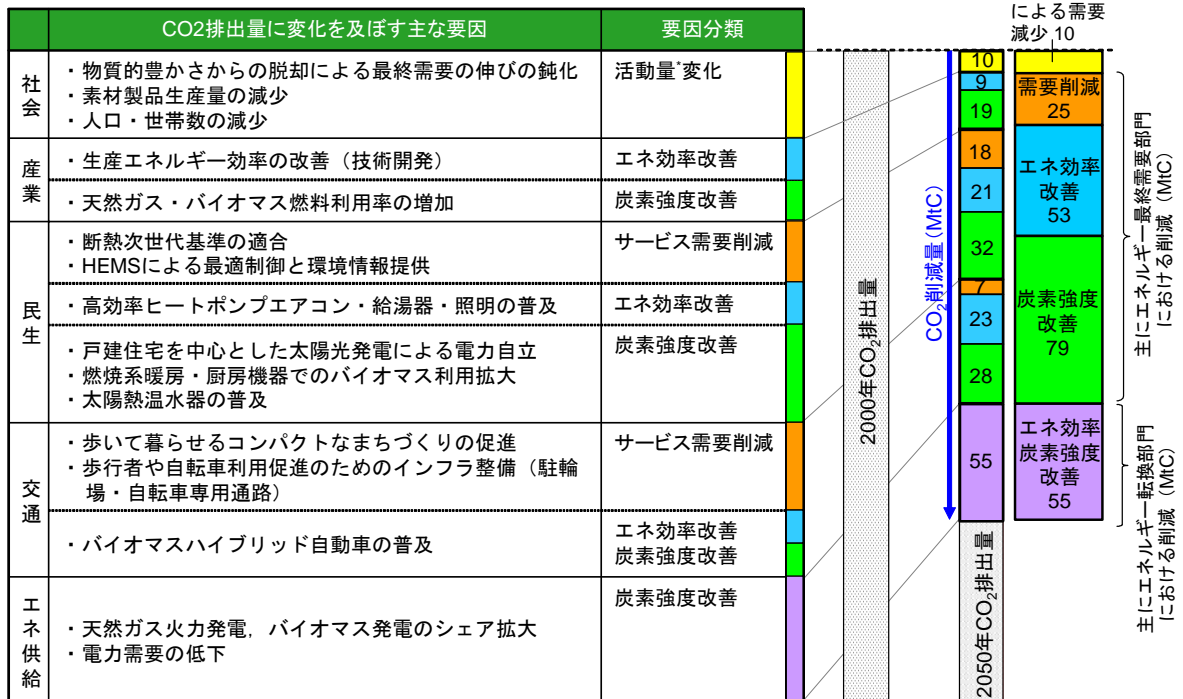 CO2排出量に変化を及ぼす主な要因
要因分類
社会
・物質的豊かさからの脱却による最終需要の伸びの鈍化
・素材製品生産量の減少
・人口・世帯数の減少
活動量*変化
産業
・生産エネルギー効率の改善（技術開発）
エネ効率改善
・天然ガス・バイオマス燃料利用率の増加
炭素強度改善
民生
・断熱次世代基準の適合
・HEMSによる最適制御と環境情報提供
サービス需要削減
・高効率ヒートポンプエアコン・給湯器・照明の普及
エネ効率改善
・戸建住宅を中心とした太陽光発電による電力自立
・燃焼系暖房・厨房機器でのバイオマス利用拡大
・太陽熱温水器の普及
炭素強度改善
交通
・歩いて暮らせるコンパクトなまちづくりの促進
・歩行者や自転車利用促進のためのインフラ整備（駐輪
場・自転車専用通路）
サービス需要削減
・バイオマスハイブリッド自動車の普及
エネ効率改善
炭素強度改善
エネ供給
・天然ガス火力発電，バイオマス発電のシェア拡大
・電力需要の低下
炭素強度改善
2000年CO₂排出量
CO₂削減量(MtC)
10
9
19
18
21
32
7
23
28
55
2050年CO₂排出量
による需要
減少 10
需要削減
25
エネ効率
改善
53
炭素強度
改善
79
エネ効率
炭素強度
改善
55
主にエネルギー最終需要部門
における削減（MtC）
主にエネルギー転換部門
における削減（MtC）